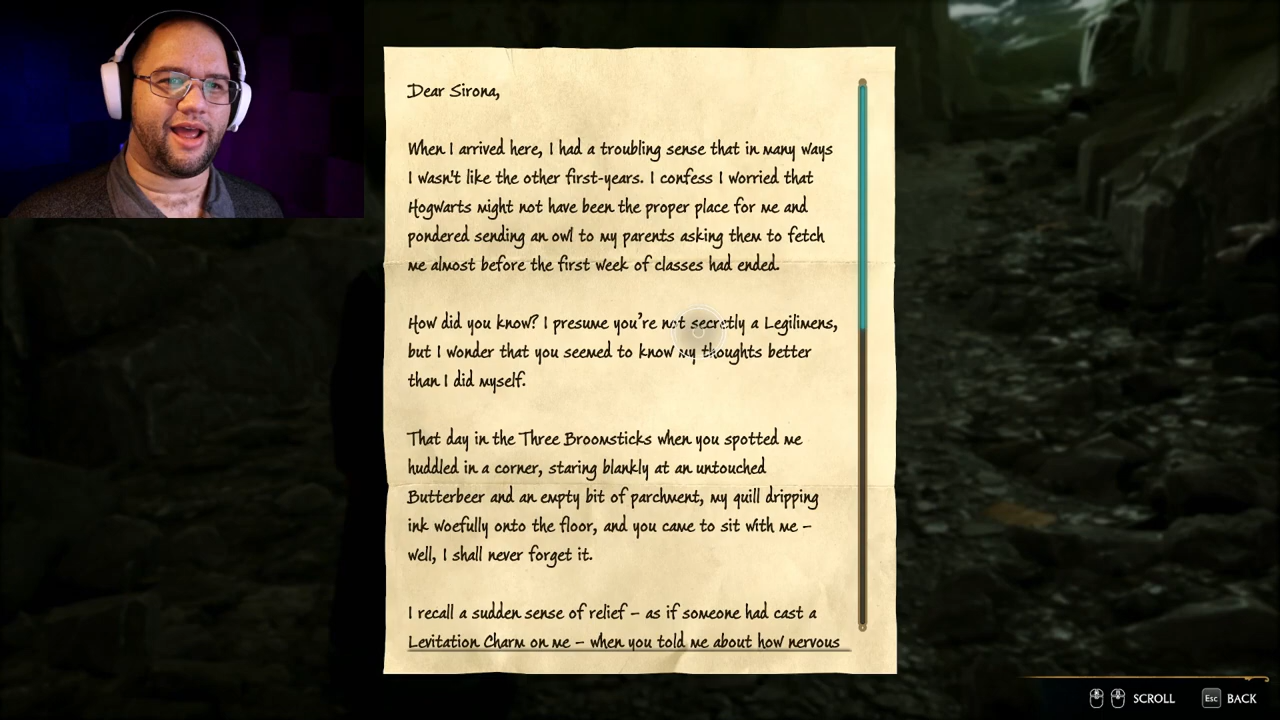 Dear Sirona,
When I arrived here, I had a troubling sense that in many ways
I wasn't like the other first-years. I confess I worried that
Hogwarts might not have been the proper place for me and
pondered sending an owl to my parents asking them to fetch
me almost before the first week of classes had ended.
How did you know? I presume you're not secretly a Legilimens,
but I wonder that you seemed to know my thoughts better
than I did myself.
That day in the Three Broomsticks when you spotted me
huddled in a corner, staring blankly at an untouched
Butterbeer and an empty bit of parchment, my quill dripping
ink woefully onto the floor, and you came to sit with me –
well, I shall never forget it.
I recall a sudden sense of relief – as if someone had cast a
Levitation Charm on me – when you told me about how nervous
SCROLL
Esc BACK